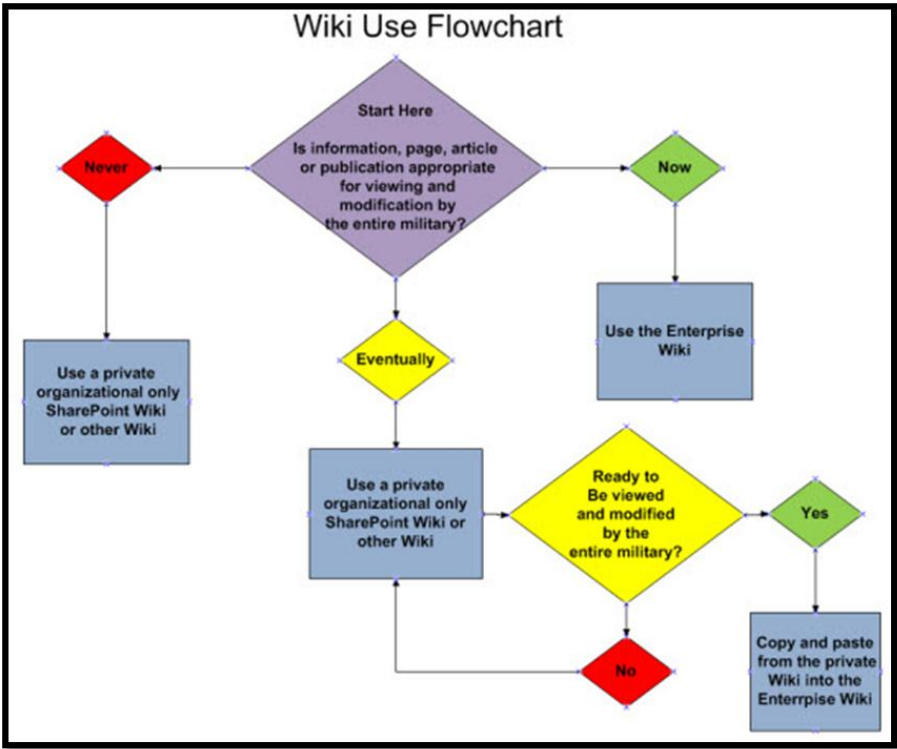 Wiki Use Flowchart
Start Here
Is information, page, article
or publication appropriate
for viewing and
modification by
the entire military?
Never
Now
Use the Enterprise
Wiki
Eventually
Use a private
organizational only
SharePoint Wiki
or other Wiki
Use a private
organizational only
SharePoint Wiki or
other Wiki
Ready to
Be viewed
and modified
by the
entire military?
Yes
No
Copy and paste
from the private
Wiki into the
Enterrpise Wiki